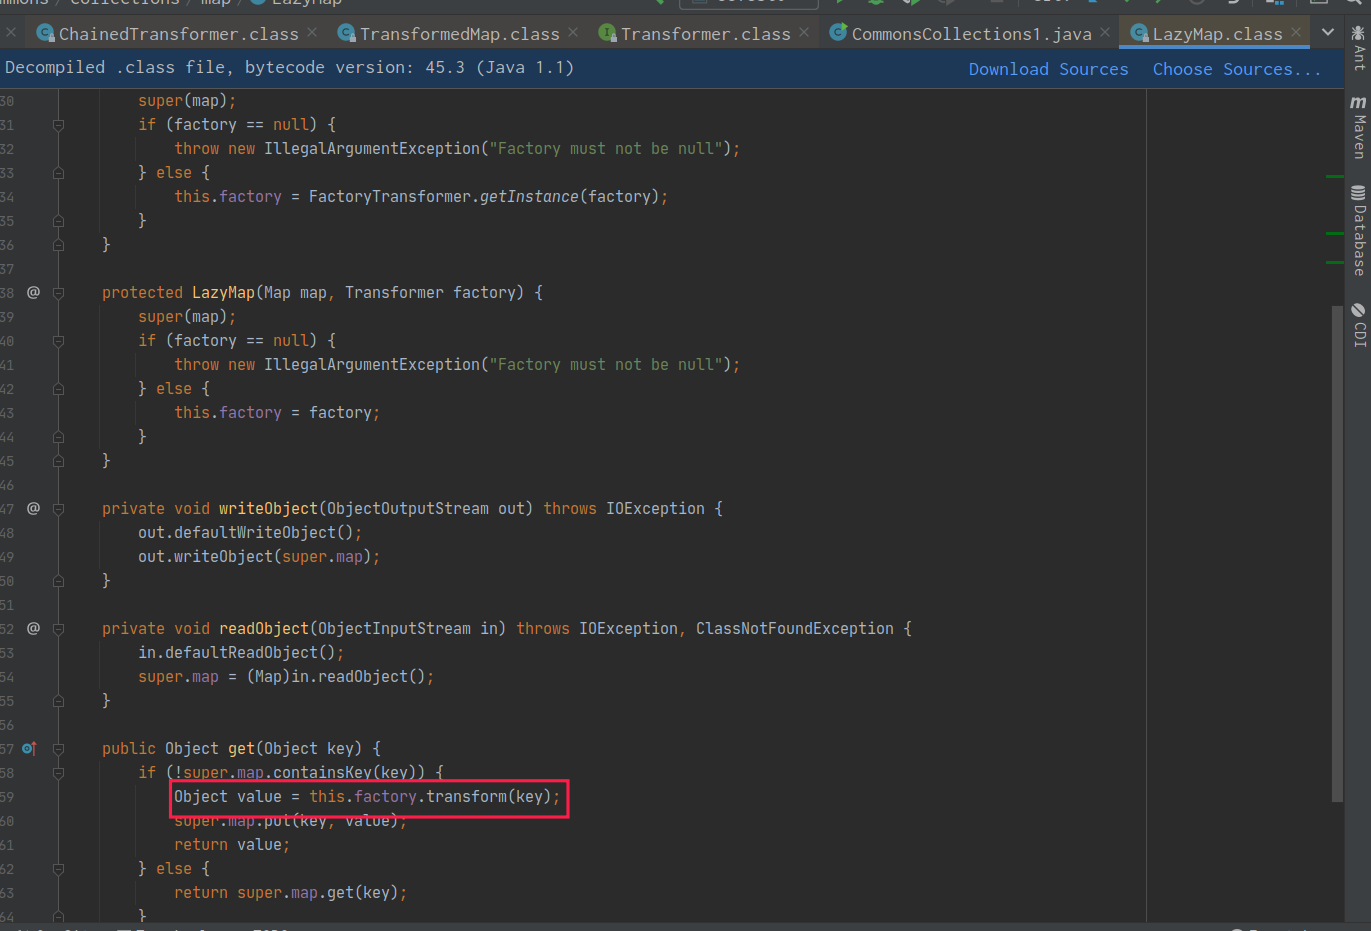 Collections
map
LazyMap
ChainedTransformer.class
TransformedMap.class
Transformer.class
CommonsCollections1.java
LazyMap.class
Decompiled .class file, bytecode version: 45.3 (Java 1.1)
Download Sources
Choose Sources...
30 super(map);
31 if (factory == null) {
32 throw new IllegalArgumentException("Factory must not be null");
33 } else {
34 this.factory = FactoryTransformer.getInstance(factory);
35 }
36 }
37
38 @ protected LazyMap(Map map, Transformer factory) {
39 super(map);
40 if (factory == null) {
41 throw new IllegalArgumentException("Factory must not be null");
42 } else {
43 this.factory = factory;
44 }
45 }
46
47 @ private void writeObject(ObjectOutputStream out) throws IOException {
48 out.defaultWriteObject();
49 out.writeObject(super.map);
50 }
51
52 @ private void readObject(ObjectInputStream in) throws IOException, ClassNotFoundException {
53 in.defaultReadObject();
54 super.map = (Map)in.readObject();
55 }
56
57 public Object get(Object key) {
58 if (!super.map.containsKey(key)) {
59 Object value = this.factory.transform(key);
60 super.map.put(key, value);
61 return value;
62 } else {
63 return super.map.get(key);
64 }
Ant
m Maven
Database
CDI